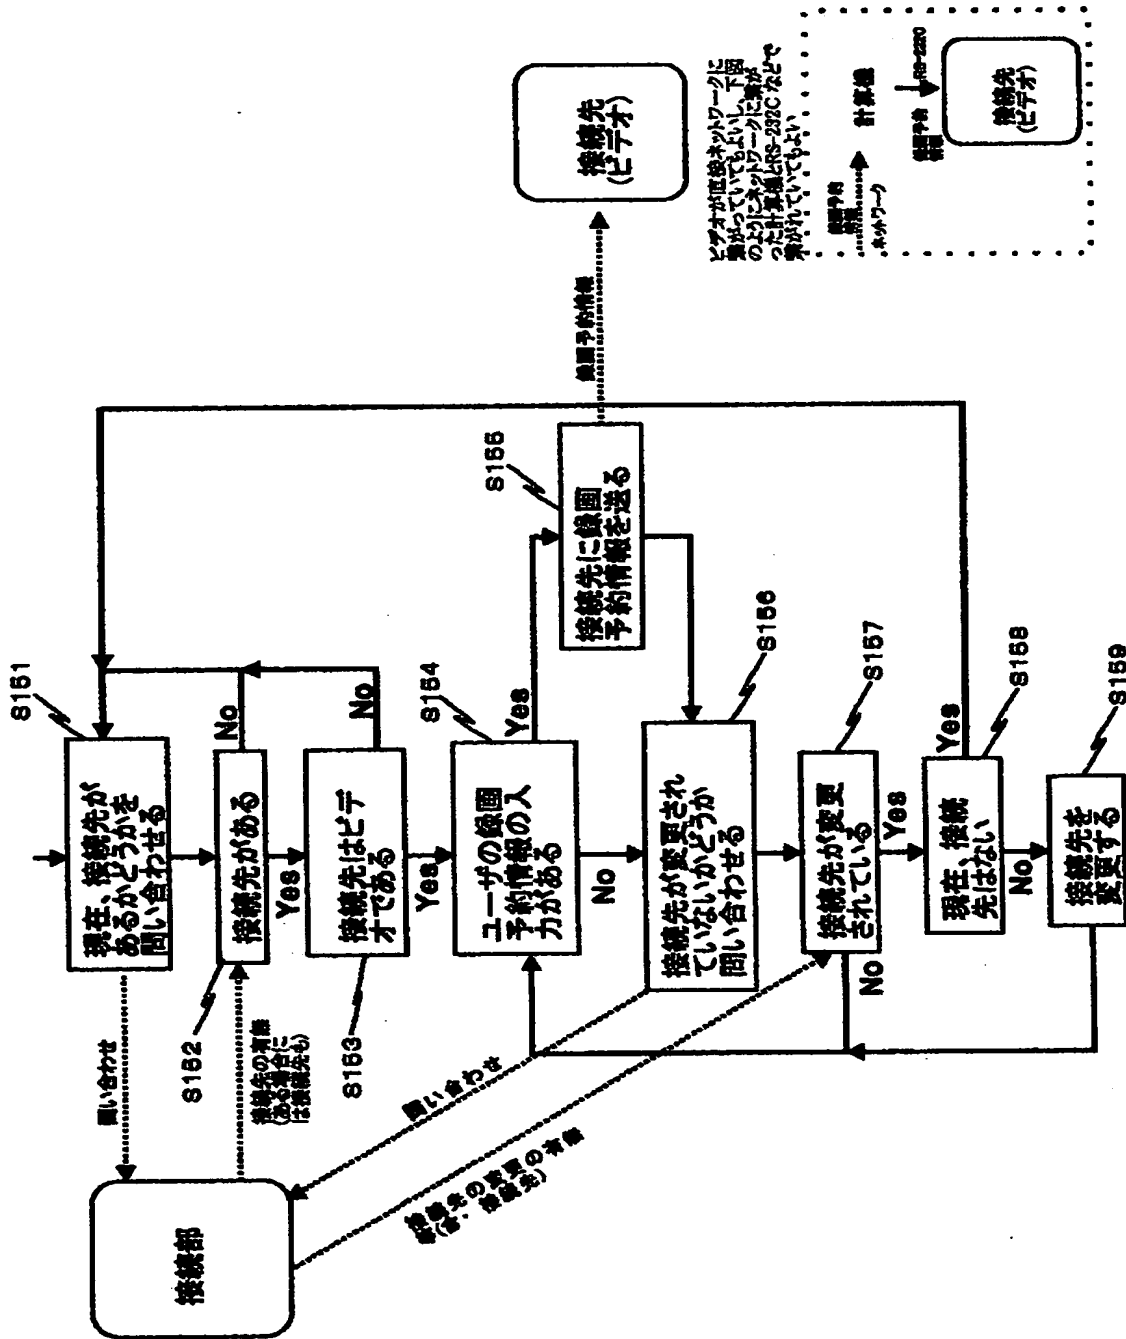 S151
現在、接続先が
あるかどうかを
問い合わせる
問い合わせ
接続部
S152
接続先がある
No
Yes
接続先の有無
(ある場合に
は接続先も)
S153
接続先はビデ
オである
No
Yes
S154
ユーザの録画
予約情報の入
力がある
Yes
No
S155
接続先に録画
予約情報を送る
録画予約情報
接続先
(ビデオ)
S156
接続先が変更され
ていないかどうか
問い合わせる
問い合わせ
接続先の変更の有無
S157
接続先が変更
されている
No
Yes
S158
現在、接続
先はない
Yes
No
S159
接続先を
変更する
ビデオが直接ネットワークに
繋がっていてもよいし、下図
のようにネットワークに繋が
った計算機とRS-232Cなどで
繋がれていてもよい
録画予約
情報
ネットワーク
計算機
録画予約
情報
接続先
(ビデオ)